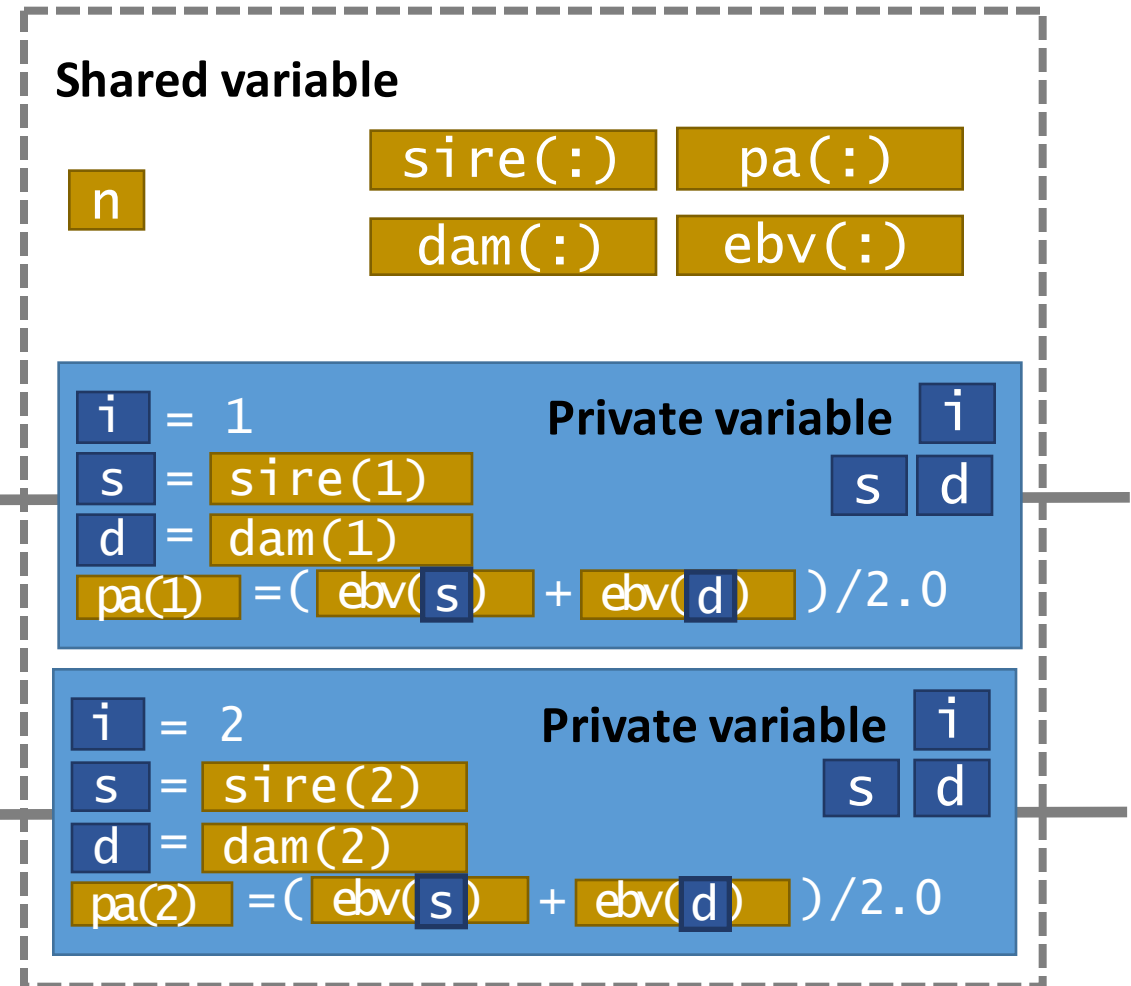 Shared variable
n
sire(:) pa(:)
dam(:) ebv(:)
i = 1 Private variable i
s = sire(1) s d
d = dam(1)
pa(1) =( ebv(s) + ebv(d) )/2.0
i = 2 Private variable i
s = sire(2) s d
d = dam(2)
pa(2) =( ebv(s) + ebv(d) )/2.0